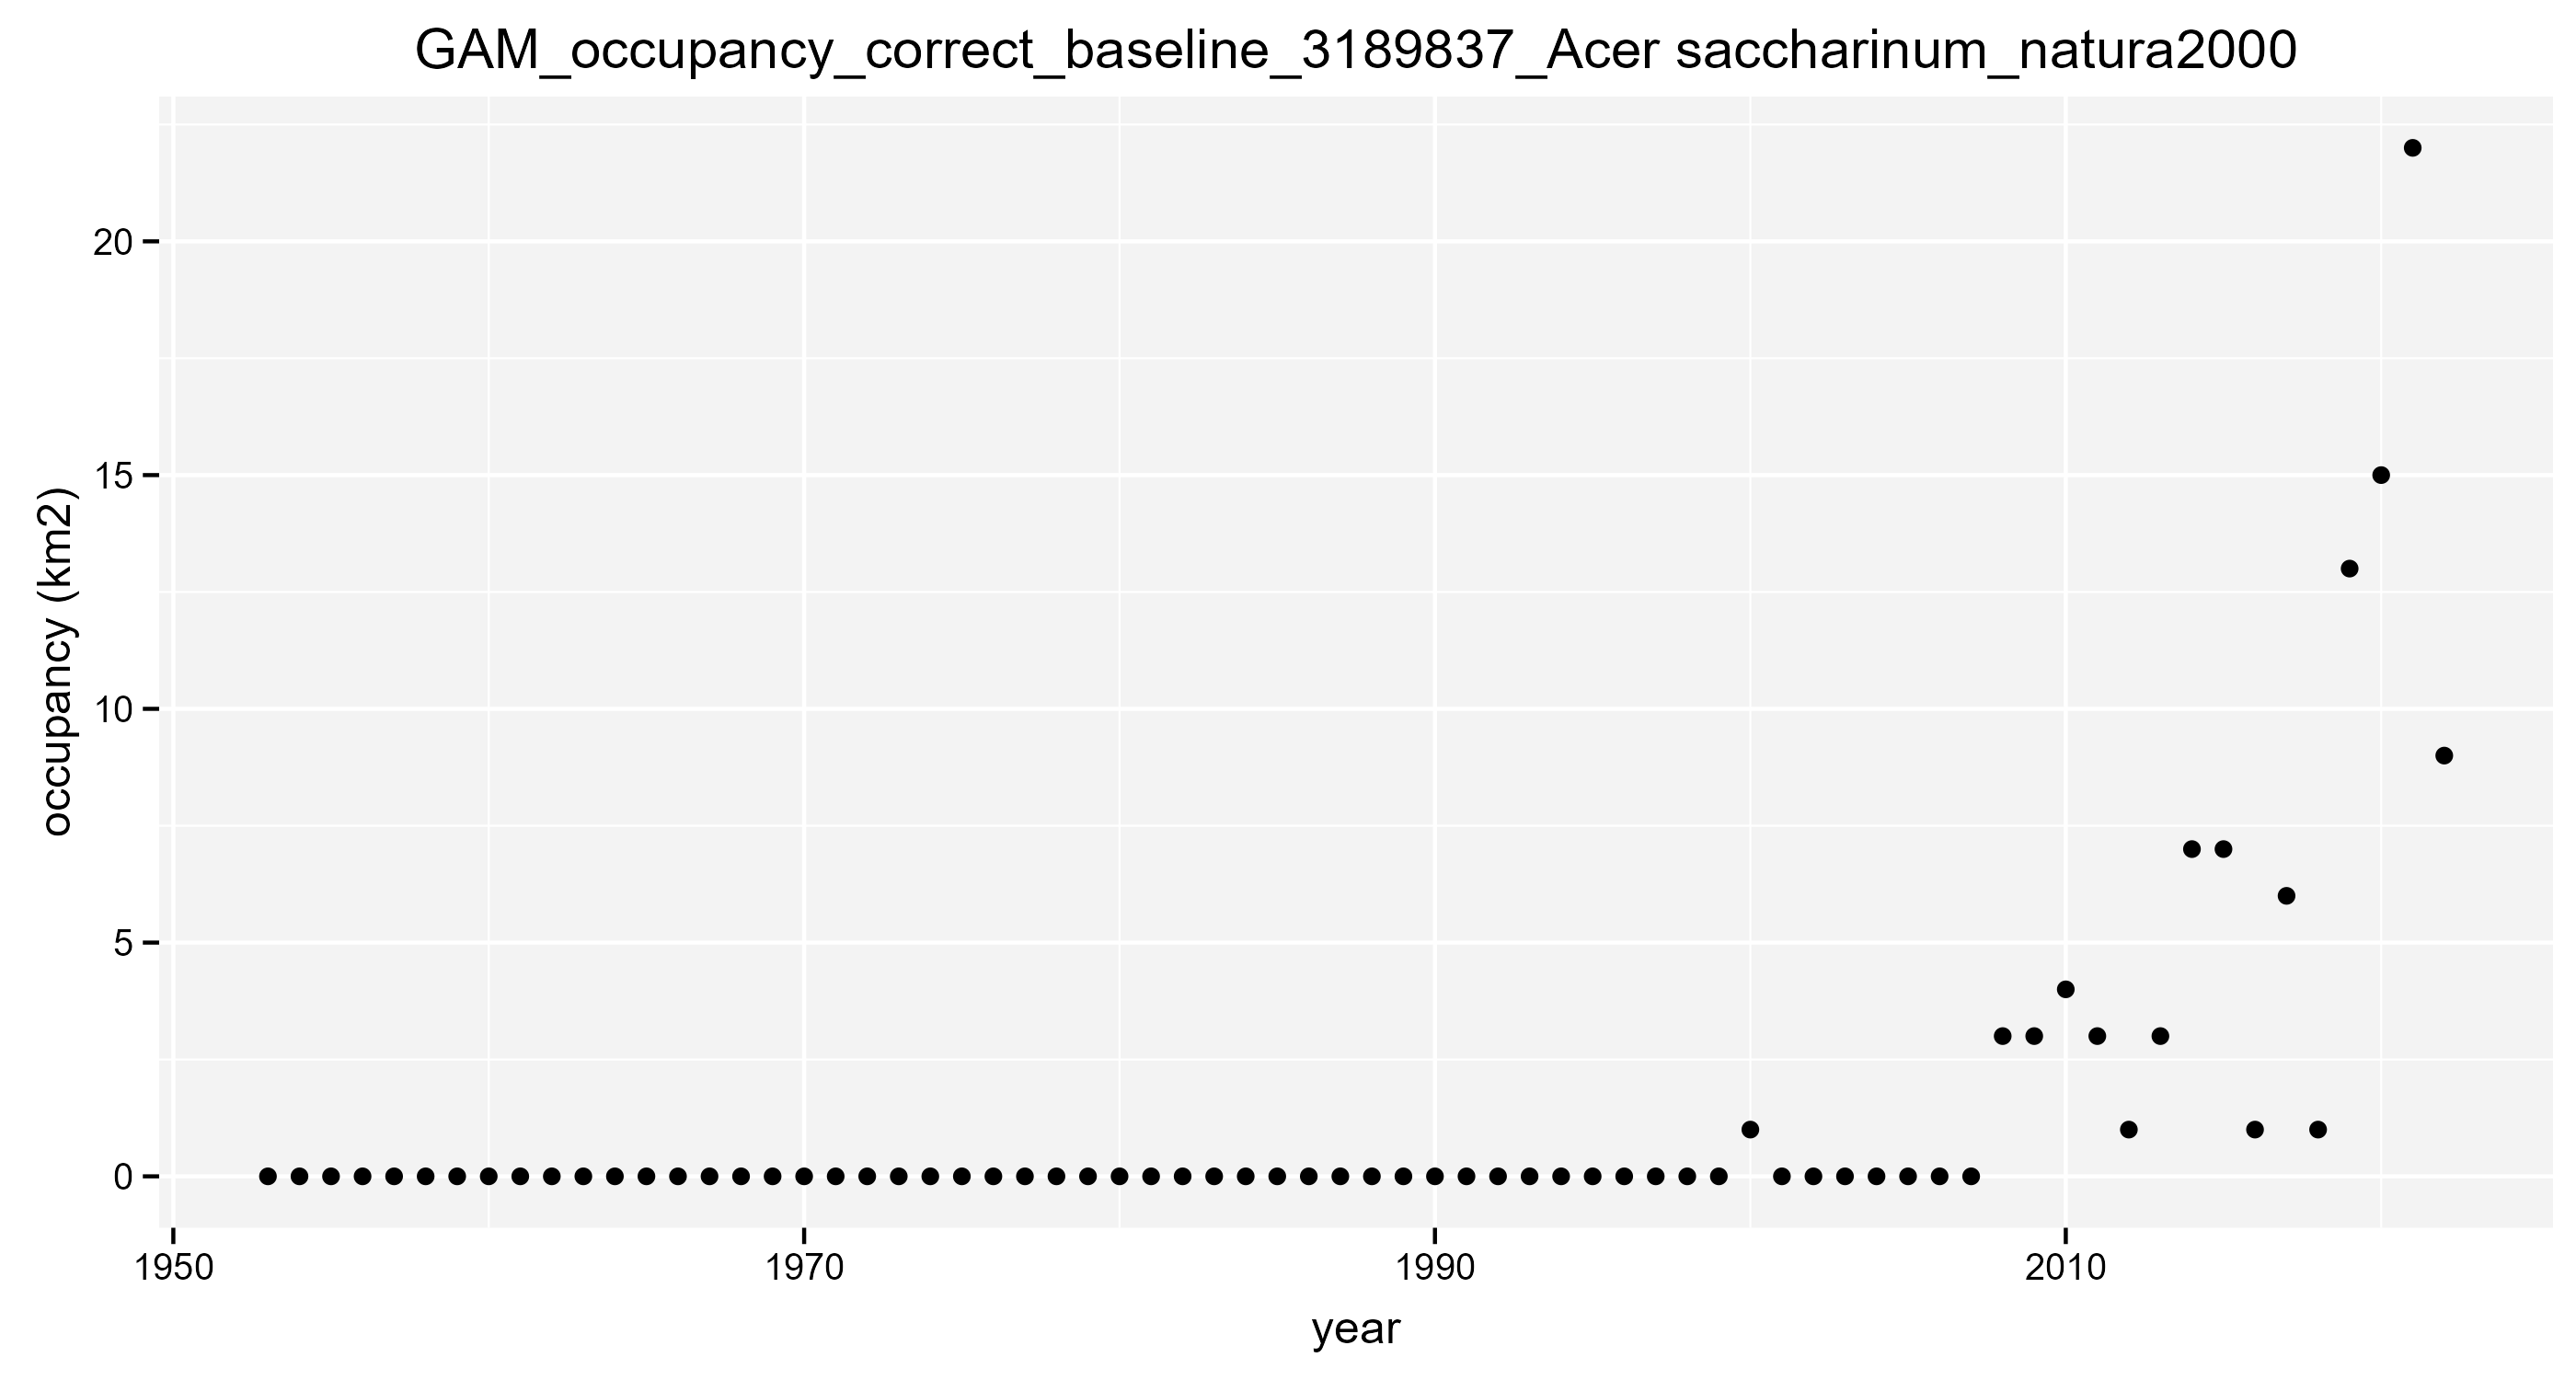 GAM_occupancy_correct_baseline_3189837_Acer saccharinum_natura2000
20
15
10
5
0
occupancy (km2)
1950 1970 1990 2010
year